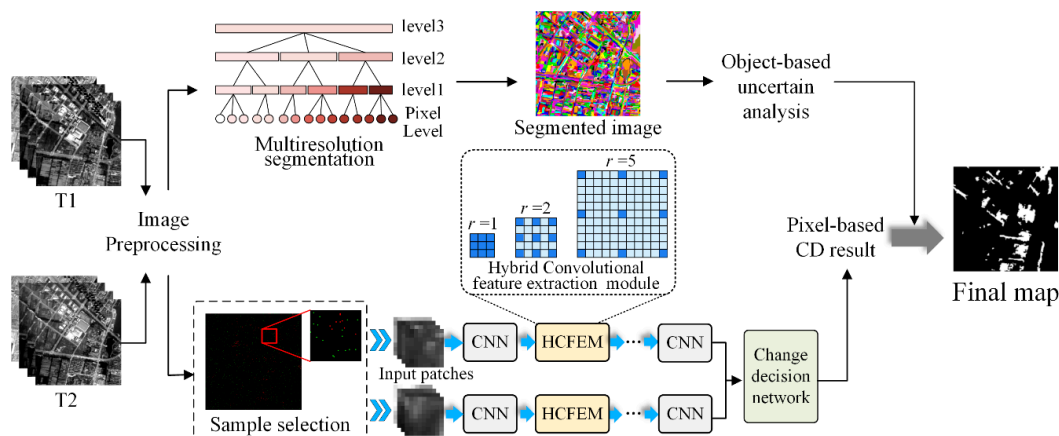 level3
level2
level1
Pixel
Level
Multiresolution
segmentation
Segmented image
Object-based
uncertain
analysis
T1
Image
Preprocessing
T2
r=1
r=2
r=5
Hybrid Convolutional
feature extraction module
Pixel-based
CD result
Final map
Sample selection
Input patches
CNN
HCFEM
...
CNN
CNN
HCFEM
...
CNN
Change
decision
network